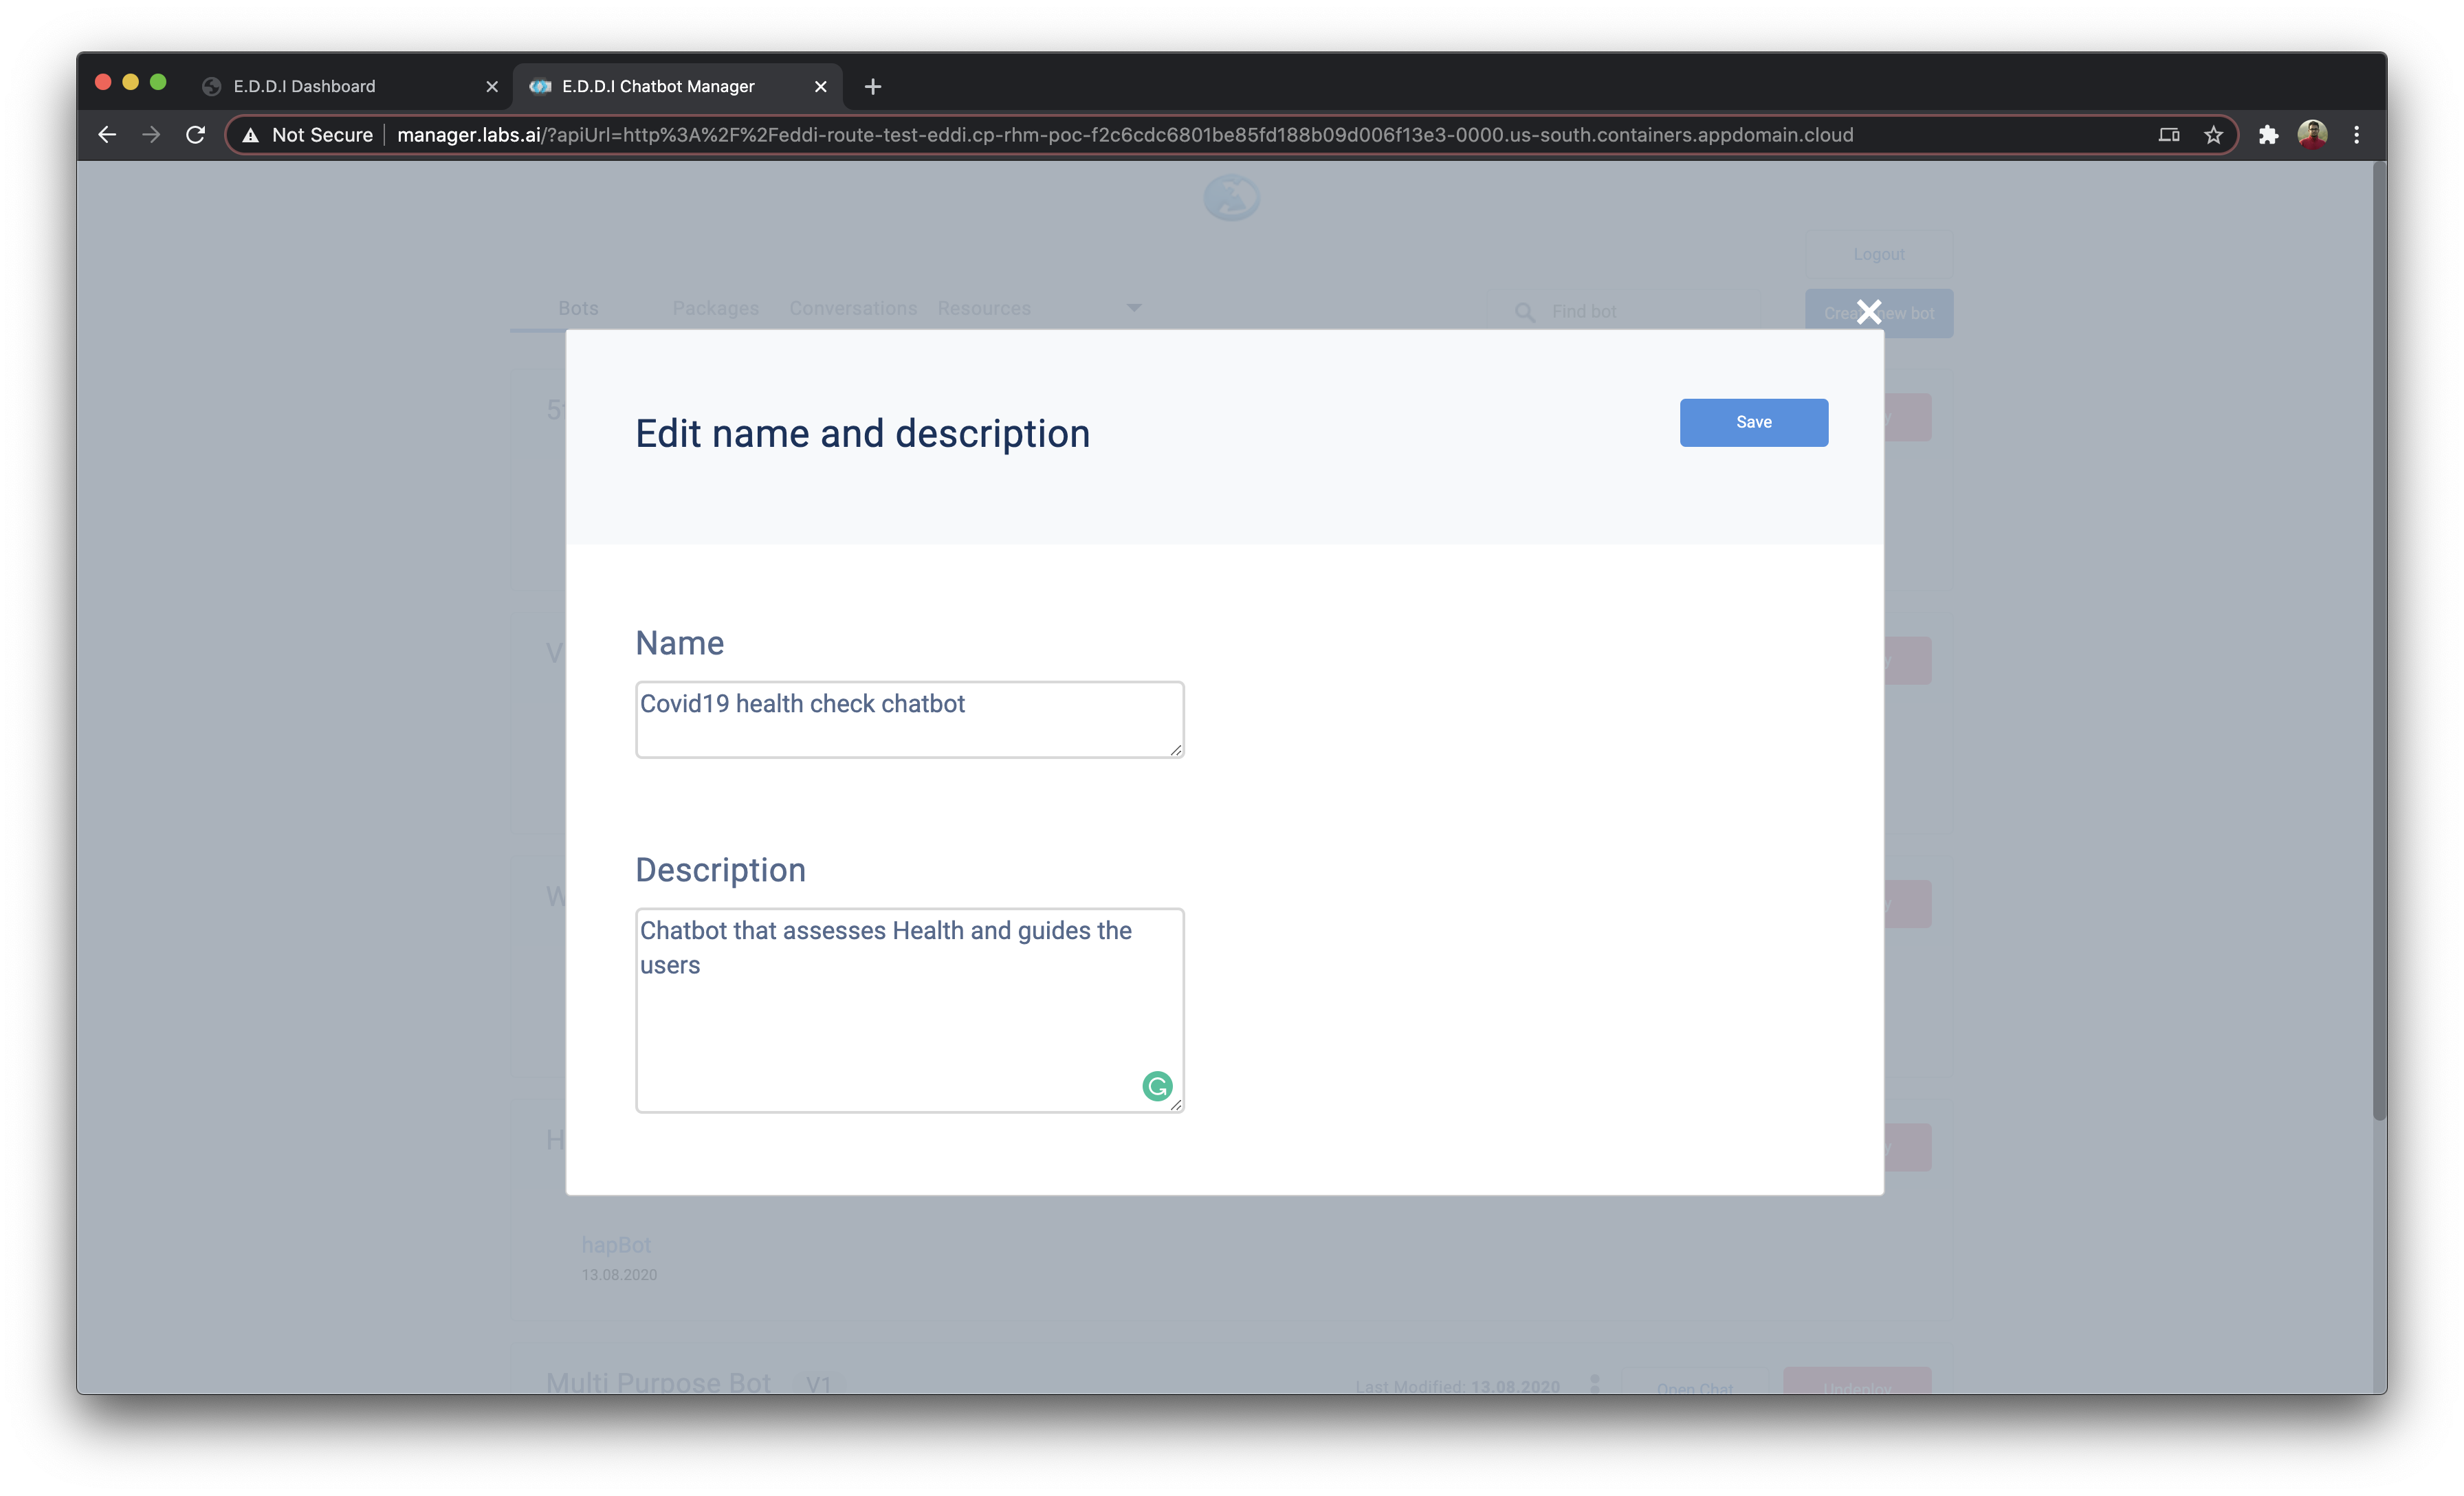 E.D.D.I Dashboard
E.D.D.I Chatbot Manager
Not Secure
manager.labs.ai/?apiUrl=http%3A%2F%2Feddi-route-test-eddi.cp-rhm-poc-f2c6cdc6801be85fd188b09d006f13e3-0000.us-south.containers.appdomain.cloud
Logout
Bots Packages Conversations Resources
Find bot
new bot
Edit name and description
Save
Name
Covid19 health check chatbot
Description
Chatbot that assesses Health and guides the
users
hapBot
13.08.2020
Multi Purpose Bot V1
Last Modified: 13.08.2020
Open Chat
Undeploy